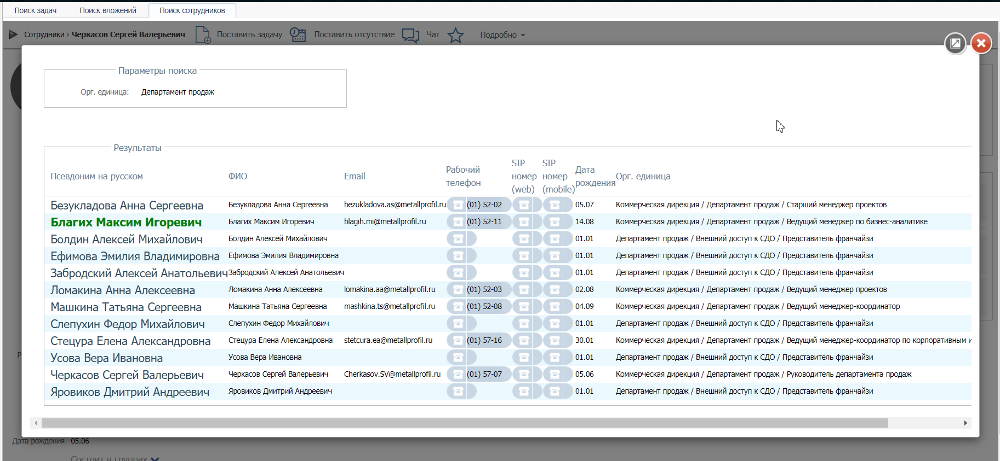 Поиск задач Поиск вложений Поиск сотрудников
Сотрудники › Черкасов Сергей Валерьевич Поставить задачу Поставить отсутствие Чат Подробно
Параметры поиска
Орг. единица: Департамент продаж
Результаты
Псевдоним на русском ФИО Email Рабочий телефон SIP номер (web) SIP номер (mobile) Дата рождения Орг. единица
Безукладова Анна Сергеевна Безукладова Анна Сергеевна bezukladova.as@metallprofil.ru (01) 52-02 05.07 Коммерческая дирекция / Департамент продаж / Старший менеджер проектов
Благих Максим Игоревич Благих Максим Игоревич blagih.mi@metallprofil.ru (01) 52-11 14.08 Коммерческая дирекция / Департамент продаж / Ведущий менеджер по бизнес-аналитике
Болдин Алексей Михайлович Болдин Алексей Михайлович 01.01 Департамент продаж / Внешний доступ к СДО / Представитель франчайзи
Ефимова Эмилия Владимировна Ефимова Эмилия Владимировна 01.01 Департамент продаж / Внешний доступ к СДО / Представитель франчайзи
Забродский Алексей Анатольевич Забродский Алексей Анатольевич 01.01 Департамент продаж / Внешний доступ к СДО / Представитель франчайзи
Ломакина Анна Алексеевна Ломакина Анна Алексеевна lomakina.aa@metallprofil.ru (01) 52-03 02.08 Коммерческая дирекция / Департамент продаж / Ведущий менеджер проектов
Машкина Татьяна Сергеевна Машкина Татьяна Сергеевна mashkina.ts@metallprofil.ru (01) 52-08 04.09 Коммерческая дирекция / Департамент продаж / Ведущий менеджер-координатор
Слепухин Федор Михайлович Слепухин Федор Михайлович 01.01 Департамент продаж / Внешний доступ к СДО / Представитель франчайзи
Стецура Елена Александровна Стецура Елена Александровна stetcura.ea@metallprofil.ru (01) 57-16 30.01 Коммерческая дирекция / Департамент продаж / Ведущий менеджер-координатор по корпоративным и
Усова Вера Ивановна Усова Вера Ивановна 01.01 Департамент продаж / Внешний доступ к СДО / Представитель франчайзи
Черкасов Сергей Валерьевич Черкасов Сергей Валерьевич Cherkasov.SV@metallprofil.ru (01) 57-07 05.06 Коммерческая дирекция / Департамент продаж / Руководитель департамента продаж
Яровиков Дмитрий Андреевич Яровиков Дмитрий Андреевич 01.01 Департамент продаж / Внешний доступ к СДО / Представитель франчайзи
Дата рождения 05.06
Состоит в группах